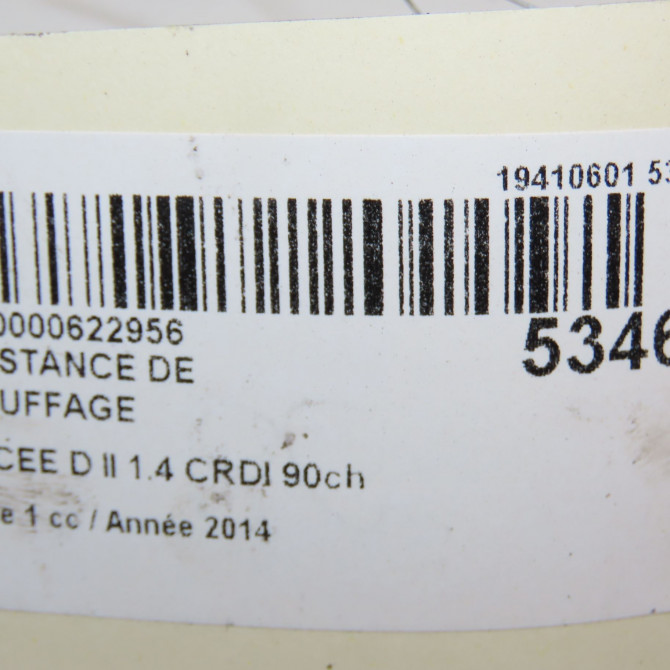 19410601 53
0000622956
5346
STANCE DE
UFFAGE
CEE D II 1.4 CRDI 90ch
e 1 cc / Année 2014